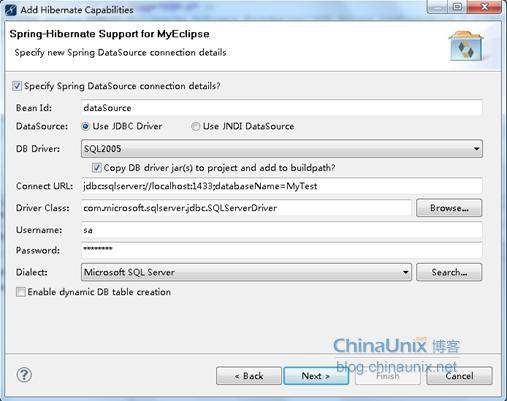 Add Hibernate Capabilities
Spring-Hibernate Support for MyEclipse
Specify new Spring DataSource connection details
Specify Spring DataSource connection details?
Bean Id: dataSource
DataSource: Use JDBC Driver Use JNDI DataSource
DB Driver: SQL2005
Copy DB driver jar(s) to project and add to buildpath?
Connect URL: jdbc:sqlserver://localhost:1433;databaseName=MyTest
Driver Class: com.microsoft.sqlserver.jdbc.SQLServerDriver Browse...
Username: sa
Password: ********
Dialect: Microsoft SQL Server Search...
Enable dynamic DB table creation
ChinaUnix 博客
blog.chinaunix.net
? < Back Next > Finish Cancel